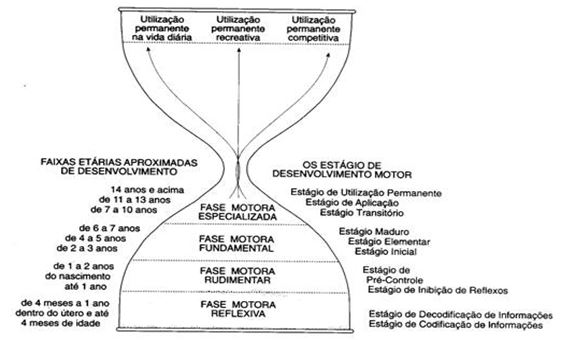 Utilização
permanente
na vida diária
Utilização
permanente
recreativa
Utilização
permanente
competitiva
FAIXAS ETÁRIAS APROXIMADAS
DE DESENVOLVIMENTO
OS ESTÁGIO DE
DESENVOLVIMENTO MOTOR
14 anos e acima
de 11 a 13 anos
de 7 a 10 anos
FASE MOTORA
ESPECIALIZADA
Estágio de Utilização Permanente
Estágio de Aplicação
Estágio Transitório
de 6 a 7 anos
de 4 a 5 anos
de 2 a 3 anos
FASE MOTORA
FUNDAMENTAL
Estágio Maduro
Estágio Elementar
Estágio Inicial
de 1 a 2 anos
do nascimento
até 1 ano
FASE MOTORA
RUDIMENTAR
Estágio de
Pré-Controle
Estágio de Inibição de Reflexos
de 4 meses a 1 ano
dentro do útero e até
4 meses de idade
FASE MOTORA
REFLEXIVA
Estágio de Decodificação de Informações
Estágio de Codificação de Informações